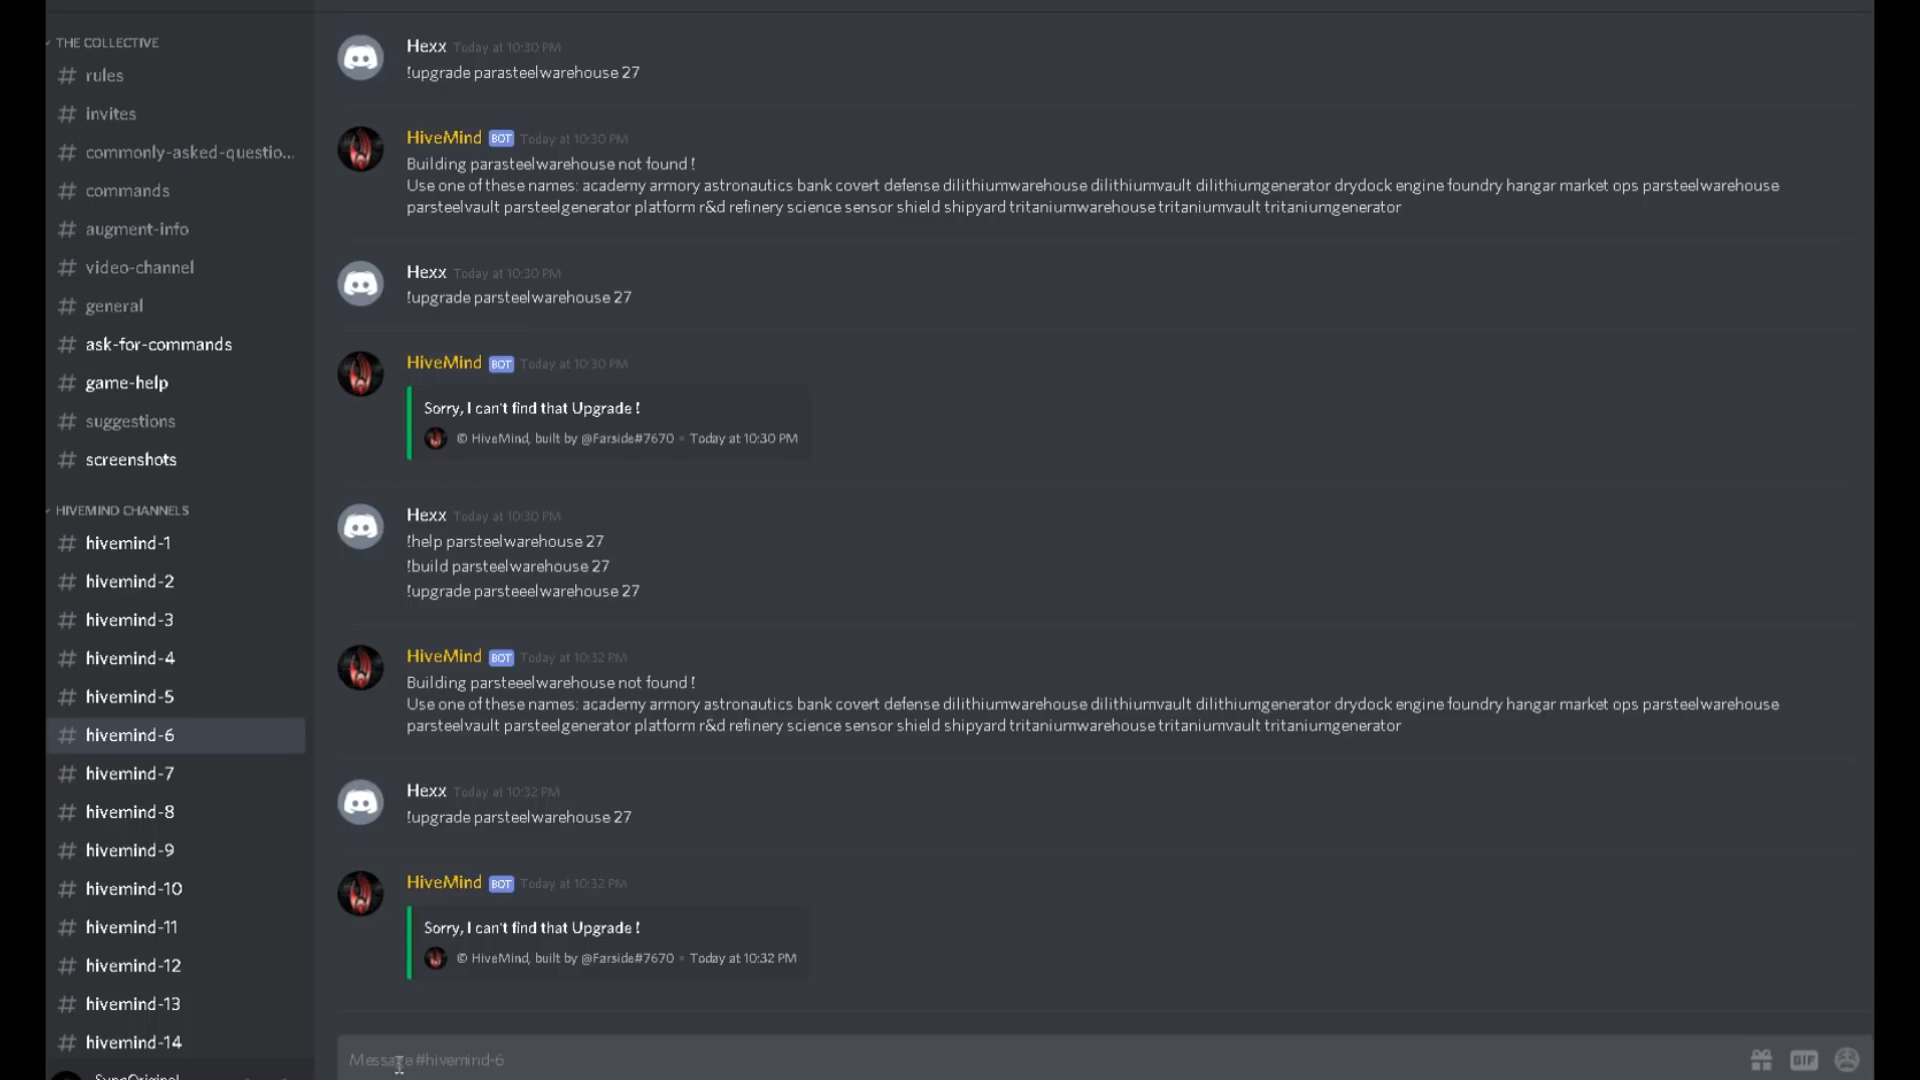 THE COLLECTIVE
# rules
# invites
# commonly-asked-questio...
# commands
# augment-info
# video-channel
# general
# ask-for-commands
# game-help
# suggestions
# screenshots
HIVEMIND CHANNELS
# hivemind-1
# hivemind-2
# hivemind-3
# hivemind-4
# hivemind-5
# hivemind-6
# hivemind-7
# hivemind-8
# hivemind-9
# hivemind-10
# hivemind-11
# hivemind-12
# hivemind-13
# hivemind-14
Hexx Today at 10:30 PM
!upgrade parasteelwarehouse 27
HiveMind BOT Today at 10:30 PM
Building parasteelwarehouse not found !
Use one of these names: academy armory astronautics bank covert defense dilithiumwarehouse dilithiumvault dilithiumgenerator drydock engine foundry hangar market ops parsteelwarehouse
parsteelvault parsteelgenerator platform r&d refinery science sensor shield shipyard tritaniumwarehouse tritaniumvault tritaniumgenerator
Hexx Today at 10:30 PM
!upgrade parsteelwarehouse 27
HiveMind BOT Today at 10:30 PM
Sorry, I can't find that Upgrade !
© HiveMind, built by @Farside#7670 • Today at 10:30 PM
Hexx Today at 10:30 PM
!help parsteelwarehouse 27
!build parsteelwarehouse 27
!upgrade parsteeelwarehouse 27
HiveMind BOT Today at 10:32 PM
Building parsteeelwarehouse not found !
Use one of these names: academy armory astronautics bank covert defense dilithiumwarehouse dilithiumvault dilithiumgenerator drydock engine foundry hangar market ops parsteelwarehouse
parsteelvault parsteelgenerator platform r&d refinery science sensor shield shipyard tritaniumwarehouse tritaniumvault tritaniumgenerator
Hexx Today at 10:32 PM
!upgrade parsteelwarehouse 27
HiveMind BOT Today at 10:32 PM
Sorry, I can't find that Upgrade !
© HiveMind, built by @Farside#7670 • Today at 10:32 PM
Message #hivemind-6
GIF